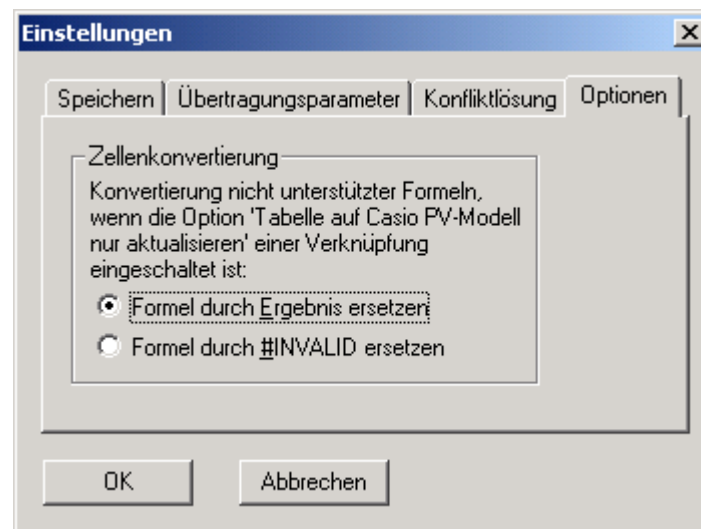 Einstellungen
Speichern Übertragungsparameter Konfliktlösung Optionen
Zellenkonvertierung
Konvertierung nicht unterstützter Formeln,
wenn die Option 'Tabelle auf Casio PV-Modell
nur aktualisieren' einer Verknüpfung
eingeschaltet ist:
Formel durch Ergebnis ersetzen
Formel durch #INVALID ersetzen
OK Abbrechen